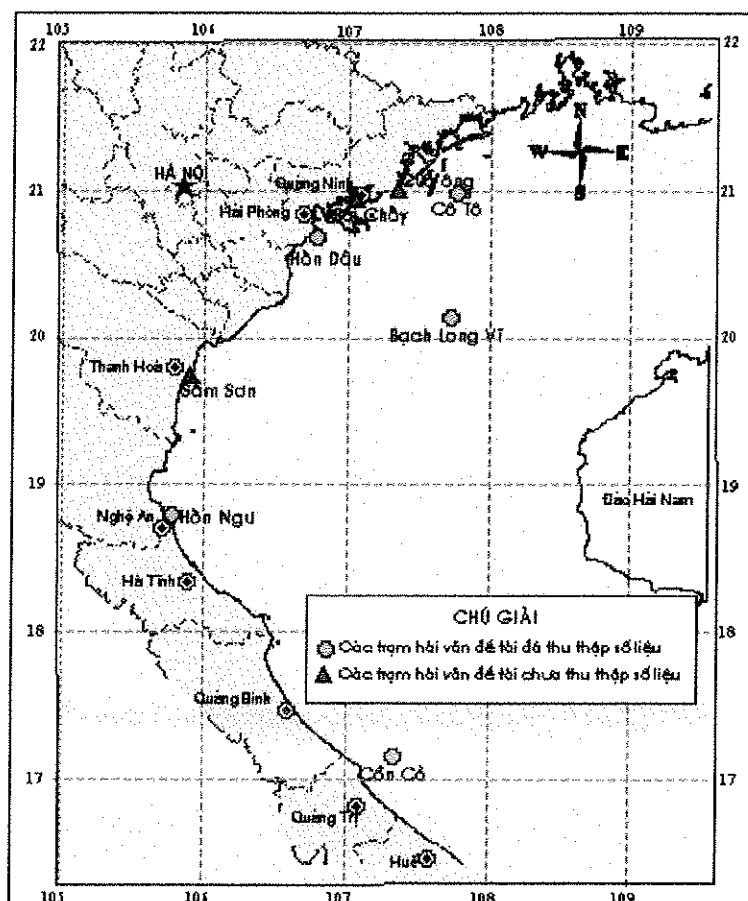 103 104 107 108 109
22 22
N
W E
S
HÀ NỘI
21 21
Quảng Ninh
Hải Phòng
Cháy
Cô Tô
Hòn Dấu
20 20
Bạch Long Vĩ
Thanh Hoá
Sầm Sơn
19 19
Đảo Hải Nam
Nghệ An
Hòn Ngư
Hà Tĩnh
18 18
CHÚ GIẢI
Các trạm hải văn đề tài đã thu thập số liệu
Các trạm hải văn đề tài chưa thu thập số liệu
Quảng Bình
Cồn Cỏ
17 17
Quảng Trị
Huế
105 106 107 108 109